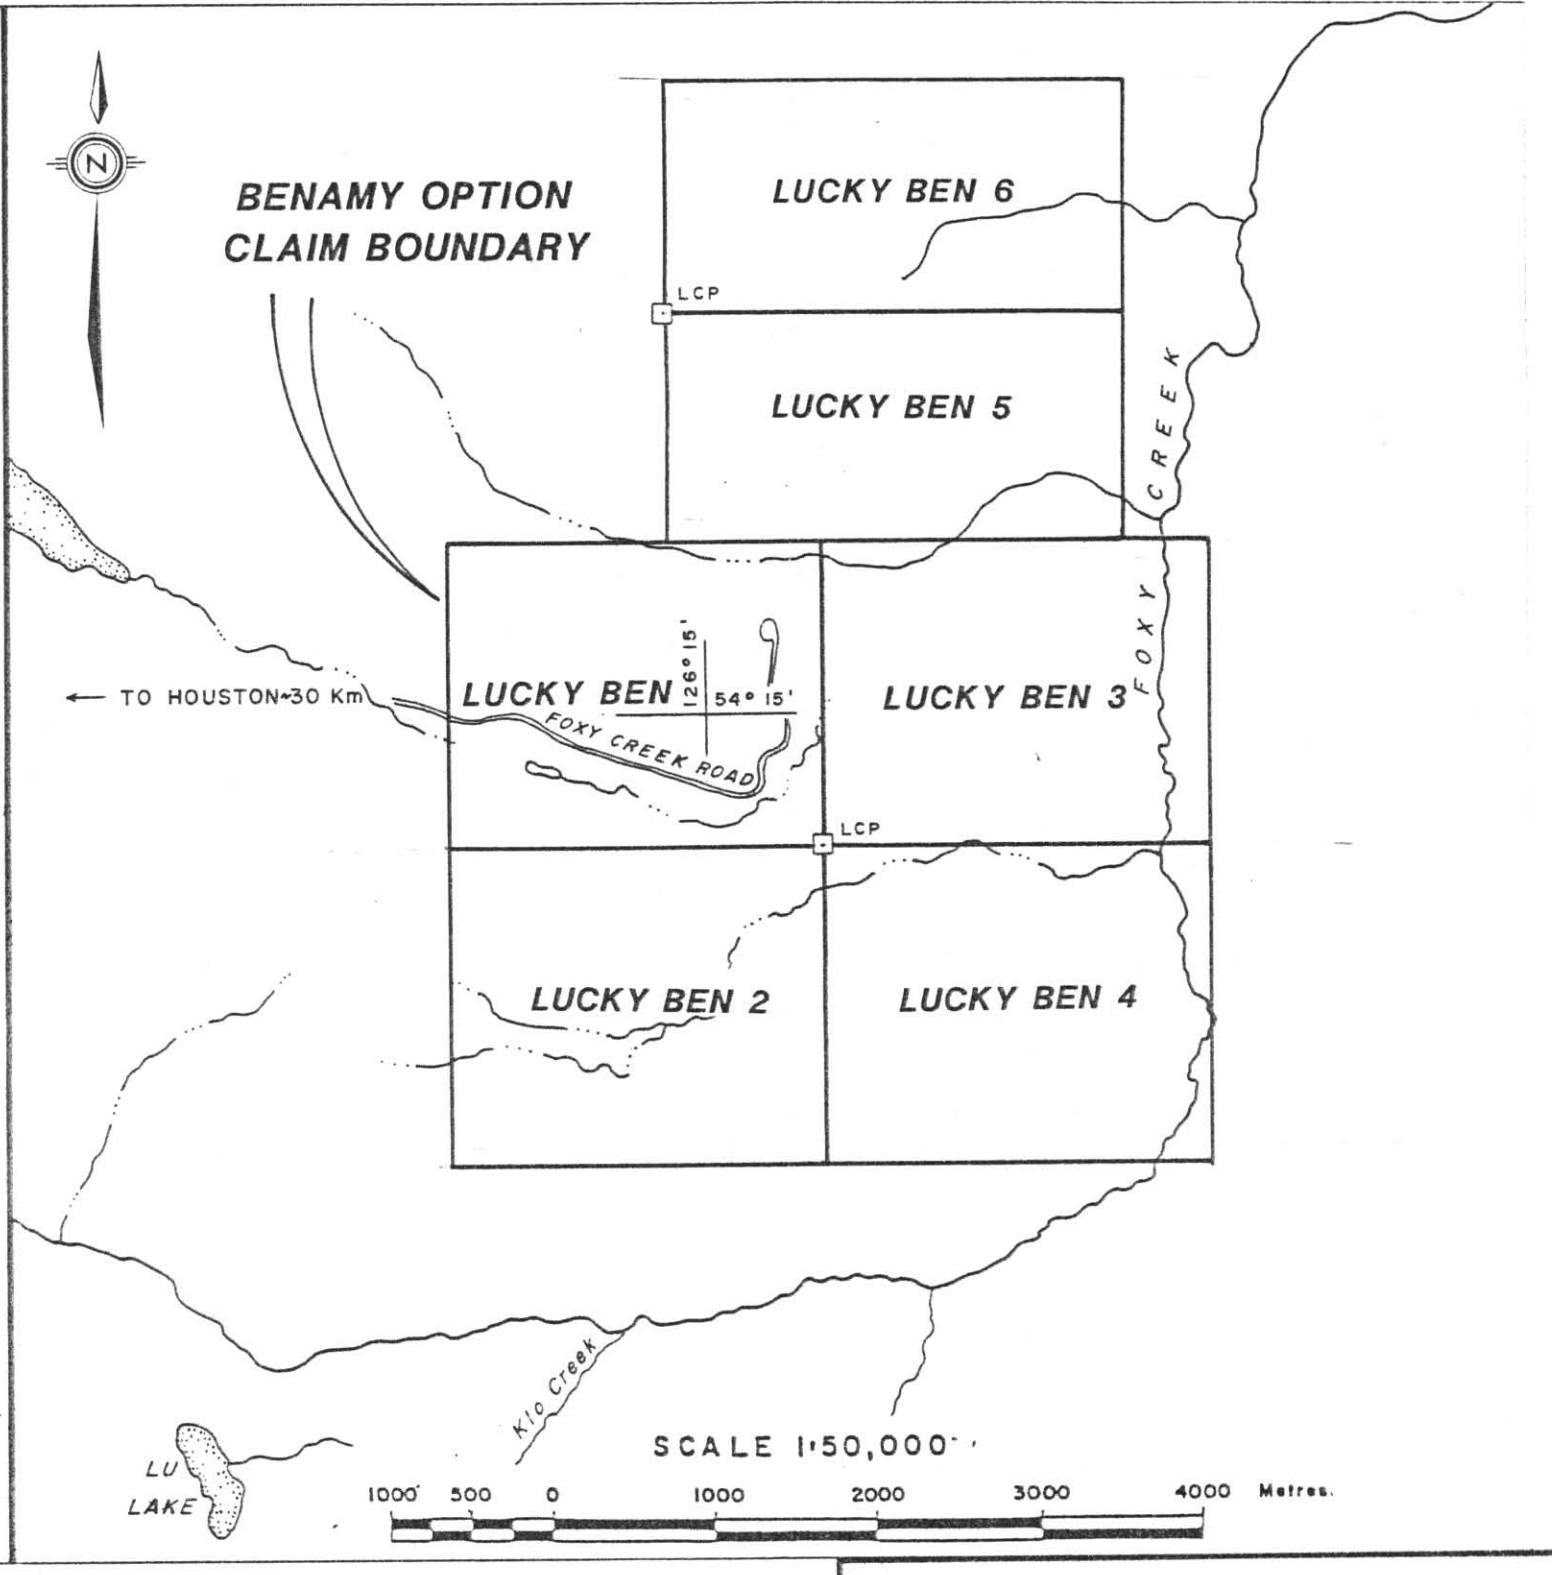 N
BENAMY OPTION
CLAIM BOUNDARY
LUCKY BEN 6
LCP
LUCKY BEN 5
FOXY CREEK
LUCKY BEN
126° 15'
54° 15'
LUCKY BEN 3
← TO HOUSTON ~30 Km
FOXY CREEK ROAD
LCP
LUCKY BEN 2
LUCKY BEN 4
Klo Creek
LU
LAKE
SCALE 1:50,000
1000 500 0 1000 2000 3000 4000 Metres.